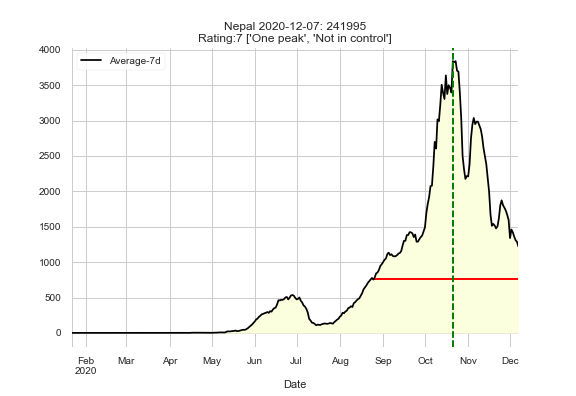 Nepal 2020-12-07: 241995
Rating:7 ['One peak', 'Not in control']
4000
Average-7d
3500
3000
2500
2000
1500
1000
500
0
Feb Mar Apr May Jun Jul Aug Sep Oct Nov Dec
2020
Date